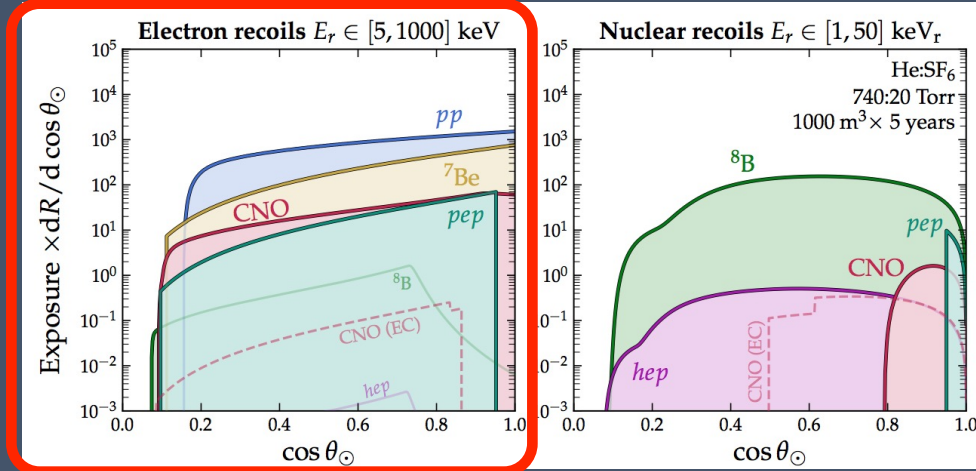 Electron recoils E_r ∈ [5, 1000] keV
Exposure × dR/d cos θ_⊙
10^5
10^4
10^3
10^2
10^1
10^0
10^−1
10^−2
10^−3
pp
^7Be
CNO
pep
^8B
CNO (EC)
hep
0.0 0.2 0.4 0.6 0.8 1.0
cos θ_⊙
Nuclear recoils E_r ∈ [1, 50] keV_r
10^5
10^4
10^3
10^2
10^1
10^0
0^−1
0^−2
0^−3
He:SF_6
740:20 Torr
1000 m^3 × 5 years
^8B
pep
CNO
CNO (EC)
hep
0.0 0.2 0.4 0.6 0.8 1.0
cos θ_⊙